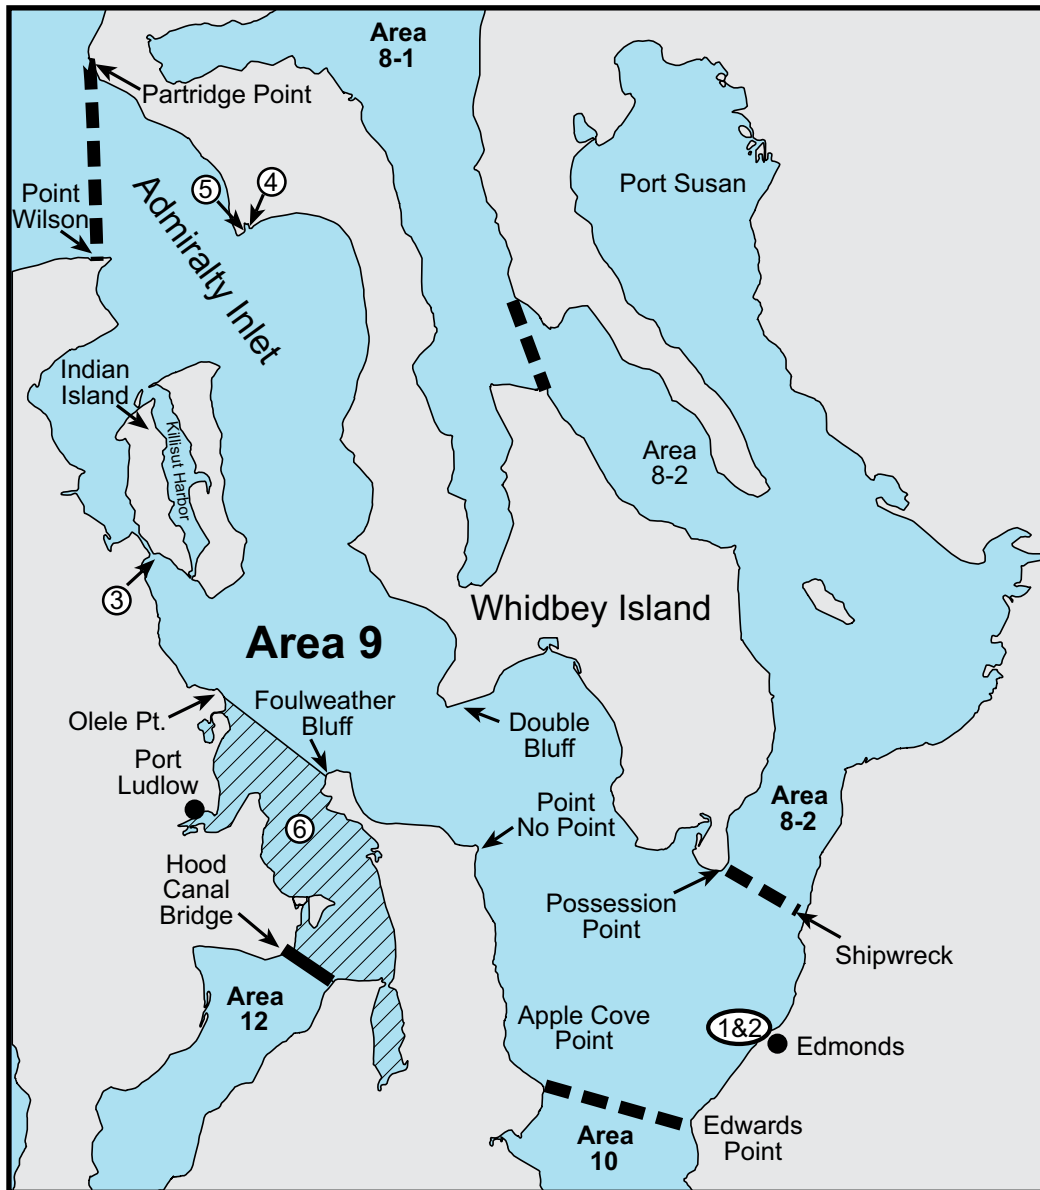 Area
8-1
Partridge Point
Point
Wilson
Admiralty Inlet
5
4
Port Susan
Indian
Island
Killisut Harbor
Area
8-2
3
Whidbey Island
Area 9
Olele Pt.
Foulweather
Bluff
Double
Bluff
Port
Ludlow
6
Point
No Point
Area
8-2
Hood
Canal
Bridge
Possession
Point
Shipwreck
Area
12
Apple Cove
Point
1&2
Edmonds
Area
10
Edwards
Point